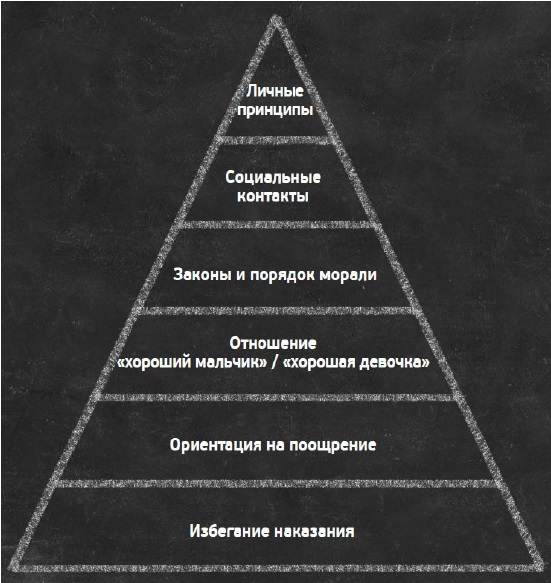 Личные
принципы
Социальные
контакты
Законы и порядок морали
Отношение
«хороший мальчик» / «хорошая девочка»
Ориентация на поощрение
Избегание наказания